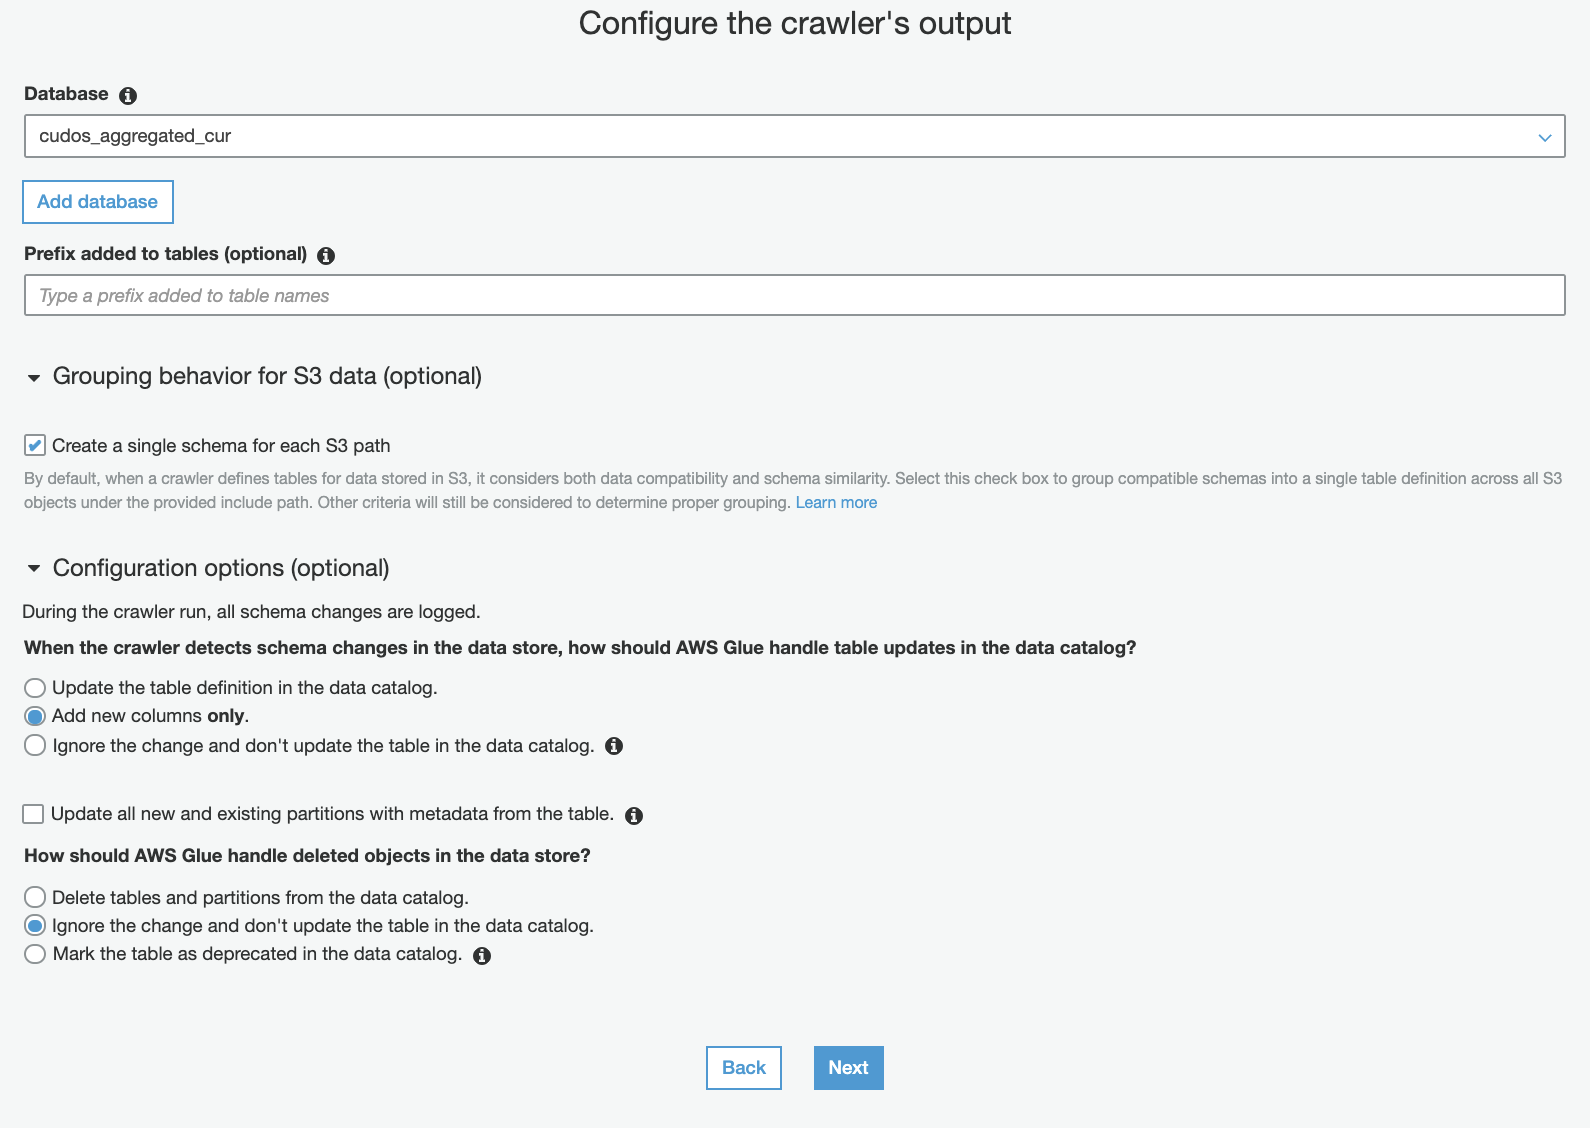 Configure the crawler's output
Database
cudos_aggregated_cur
Add database
Prefix added to tables (optional)
Type a prefix added to table names
Grouping behavior for S3 data (optional)
Create a single schema for each S3 path
By default, when a crawler defines tables for data stored in S3, it considers both data compatibility and schema similarity. Select this check box to group compatible schemas into a single table definition across all S3
objects under the provided include path. Other criteria will still be considered to determine proper grouping. Learn more
Configuration options (optional)
During the crawler run, all schema changes are logged.
When the crawler detects schema changes in the data store, how should AWS Glue handle table updates in the data catalog?
Update the table definition in the data catalog.
Add new columns only.
Ignore the change and don't update the table in the data catalog.
Update all new and existing partitions with metadata from the table.
How should AWS Glue handle deleted objects in the data store?
Delete tables and partitions from the data catalog.
Ignore the change and don't update the table in the data catalog.
Mark the table as deprecated in the data catalog.
Back Next